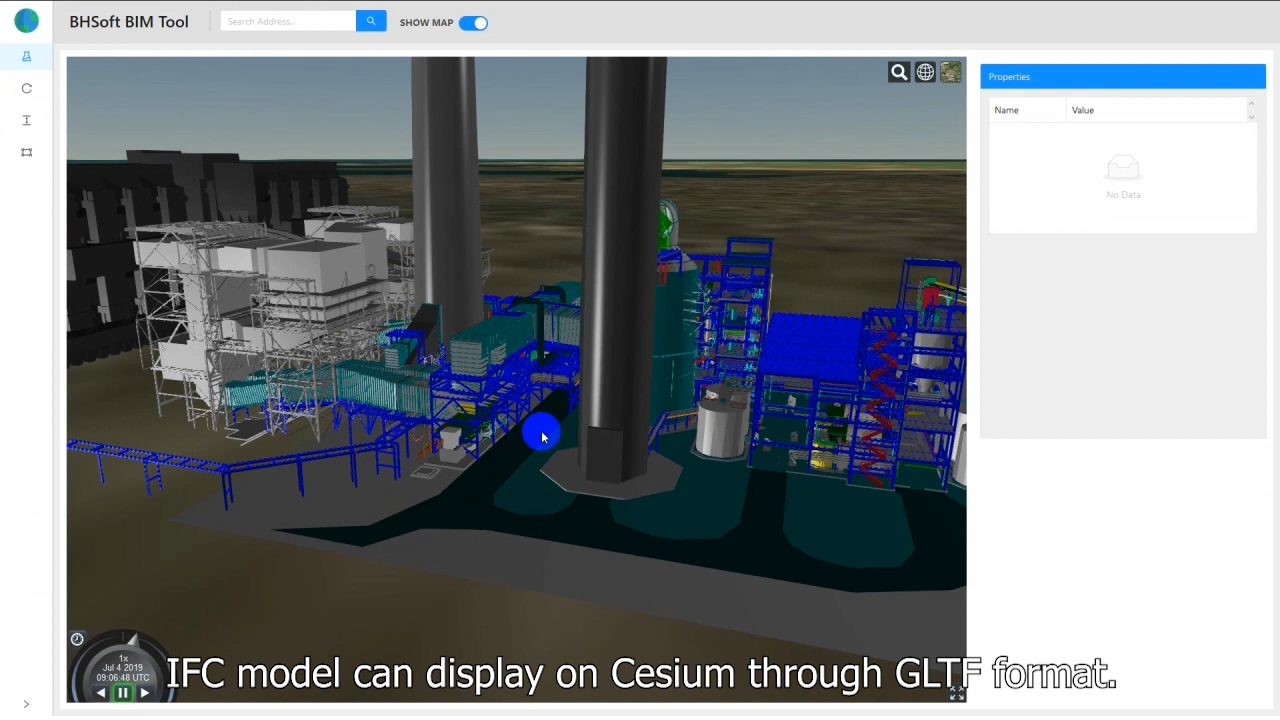 BHSoft BIM Tool
Search Address..
SHOW MAP
Properties
Name
Value
No Data
1x
Jul 4 2019
09:06:48 UTC
IFC model can display on Cesium through GLTF format.